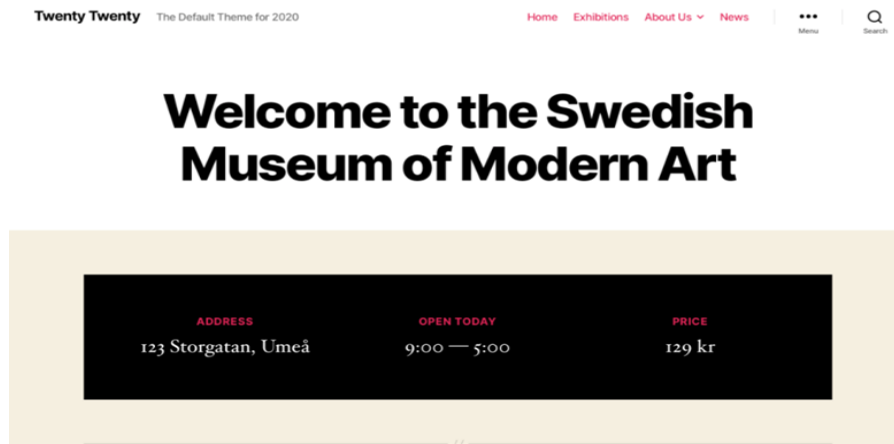 Twenty Twenty The Default Theme for 2020 Home Exhibitions About Us News
Menu Search
Welcome to the Swedish
Museum of Modern Art
ADDRESS OPEN TODAY PRICE
123 Storgatan, Umeå 9:00 — 5:00 129 kr